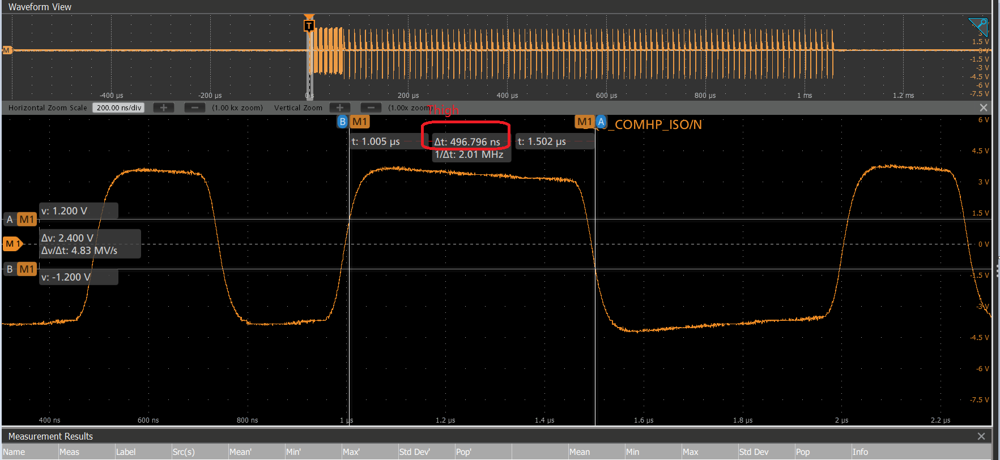 Waveform View
T
M
3
1.5 V
0 V
-1.5 V
-3 V
-4.5 V
-6 V
-7.5 V
-400 µs
-200 µs
0 s
200 µs
400 µs
600 µs
800 µs
1 ms
1.2 ms
Horizontal Zoom Scale 200.00 ns/div + − (1.00 kx zoom) Vertical Zoom + − (1.00x zoom)
Thigh
B M1
M1 A
_COMHP_ISO/N
t: 1.005 µs
Δt: 496.796 ns
1/Δt: 2.01 MHz
t: 1.502 µs
6 V
4.5 V
3 V
1.5 V
0 V
-1.5 V
-3 V
-4.5 V
-6 V
-7.5 V
v: 1.200 V
A M1
Δv: 2.400 V
M 1
Δv/Δt: 4.83 MV/s
B M1
v: -1.200 V
400 ns
600 ns
800 ns
1 µs
1.2 µs
1.4 µs
1.6 µs
1.8 µs
2 µs
2.2 µs
Measurement Results
Name Meas Label Src(s) Mean' Min' Max' Std Dev' Pop' Mean Min Max Std Dev Pop Info